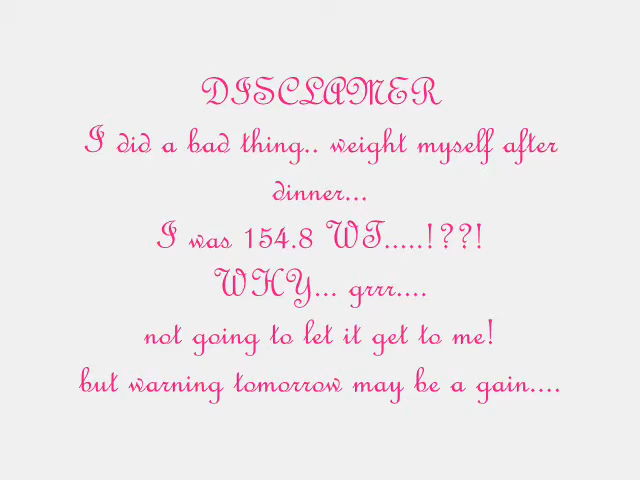 DISCLAMER
I did a bad thing.. weight myself after
dinner...
I was 154.8 WT.....!??!
WHY... grrr....
not going to let it get to me!
but warning tomorrow may be a gain....